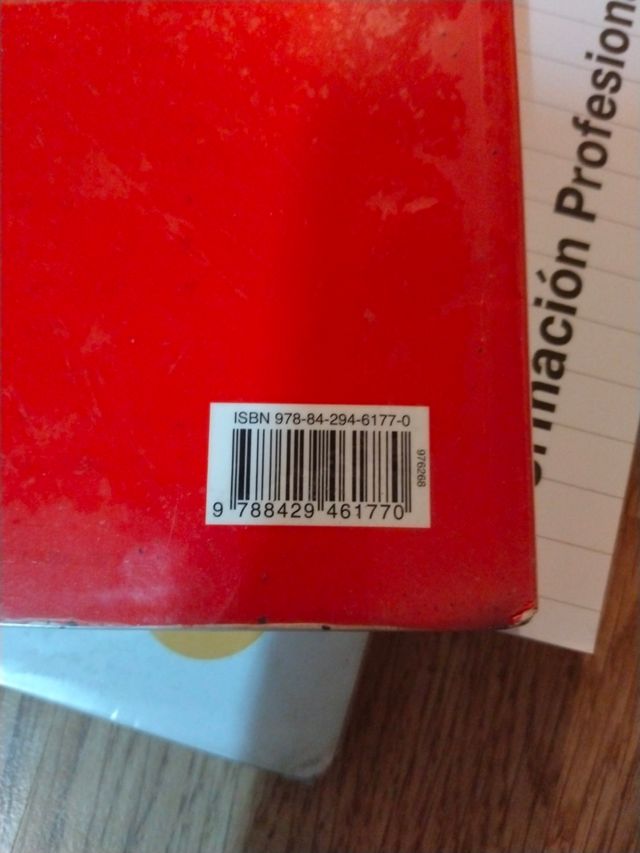 ISBN 978-84-294-6177-0
976268
9 788429 461770
rmación Profesion